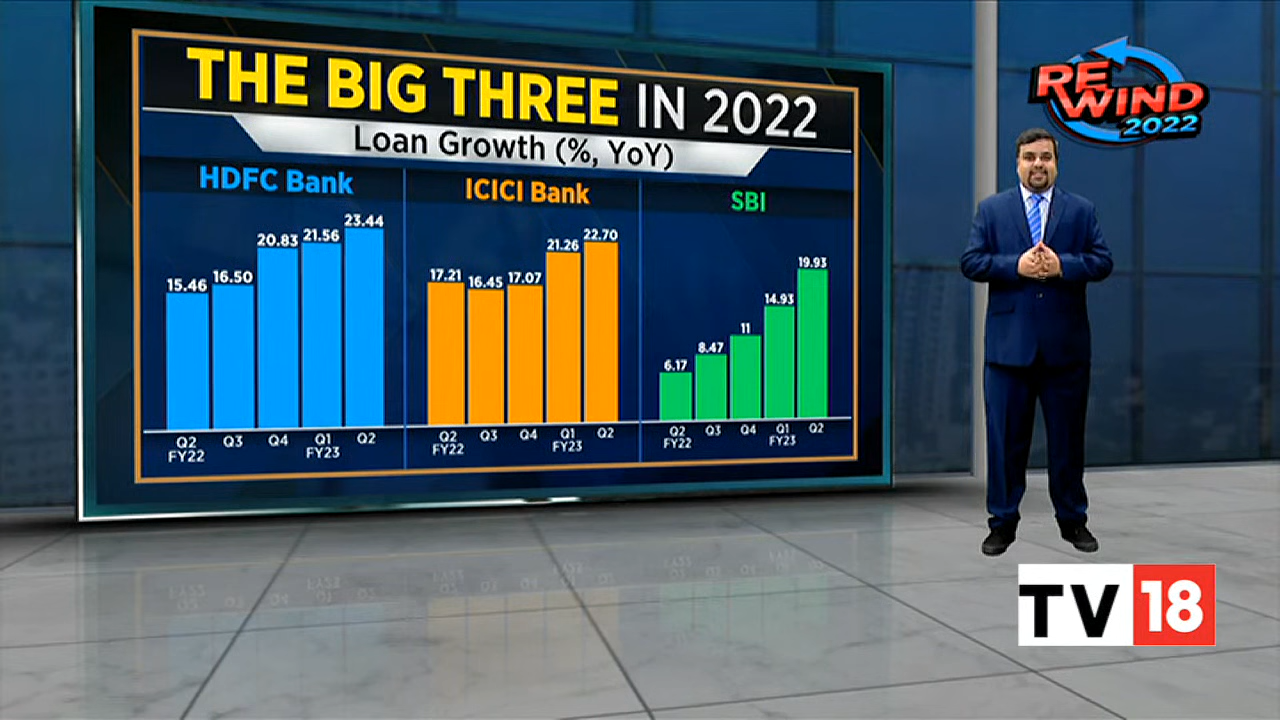 THE BIG THREE IN 2022
Loan Growth (%, YoY)
HDFC Bank
15.46
16.50
20.83
21.56
23.44
Q2 Q3 Q4 Q1 Q2
FY22 FY23
ICICI Bank
17.21
16.45
17.07
21.26
22.70
Q2 Q3 Q4 Q1 Q2
FY22 FY23
SBI
6.17
8.47
11
14.93
19.93
Q2 Q3 Q4 Q1 Q2
FY22 FY23
REWIND
2022
TV18